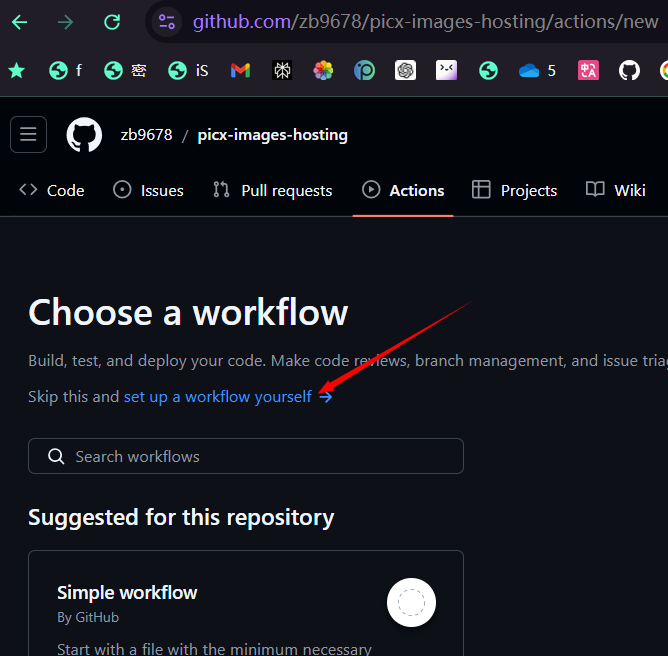 github.com/zb9678/picx-images-hosting/actions/new
f 密 iS 5
zb9678 / picx-images-hosting
Code Issues Pull requests Actions Projects Wiki
Choose a workflow
Build, test, and deploy your code. Make code reviews, branch management, and issue tria
Skip this and set up a workflow yourself →
Search workflows
Suggested for this repository
Simple workflow
By GitHub
Start with a file with the minimum necessary